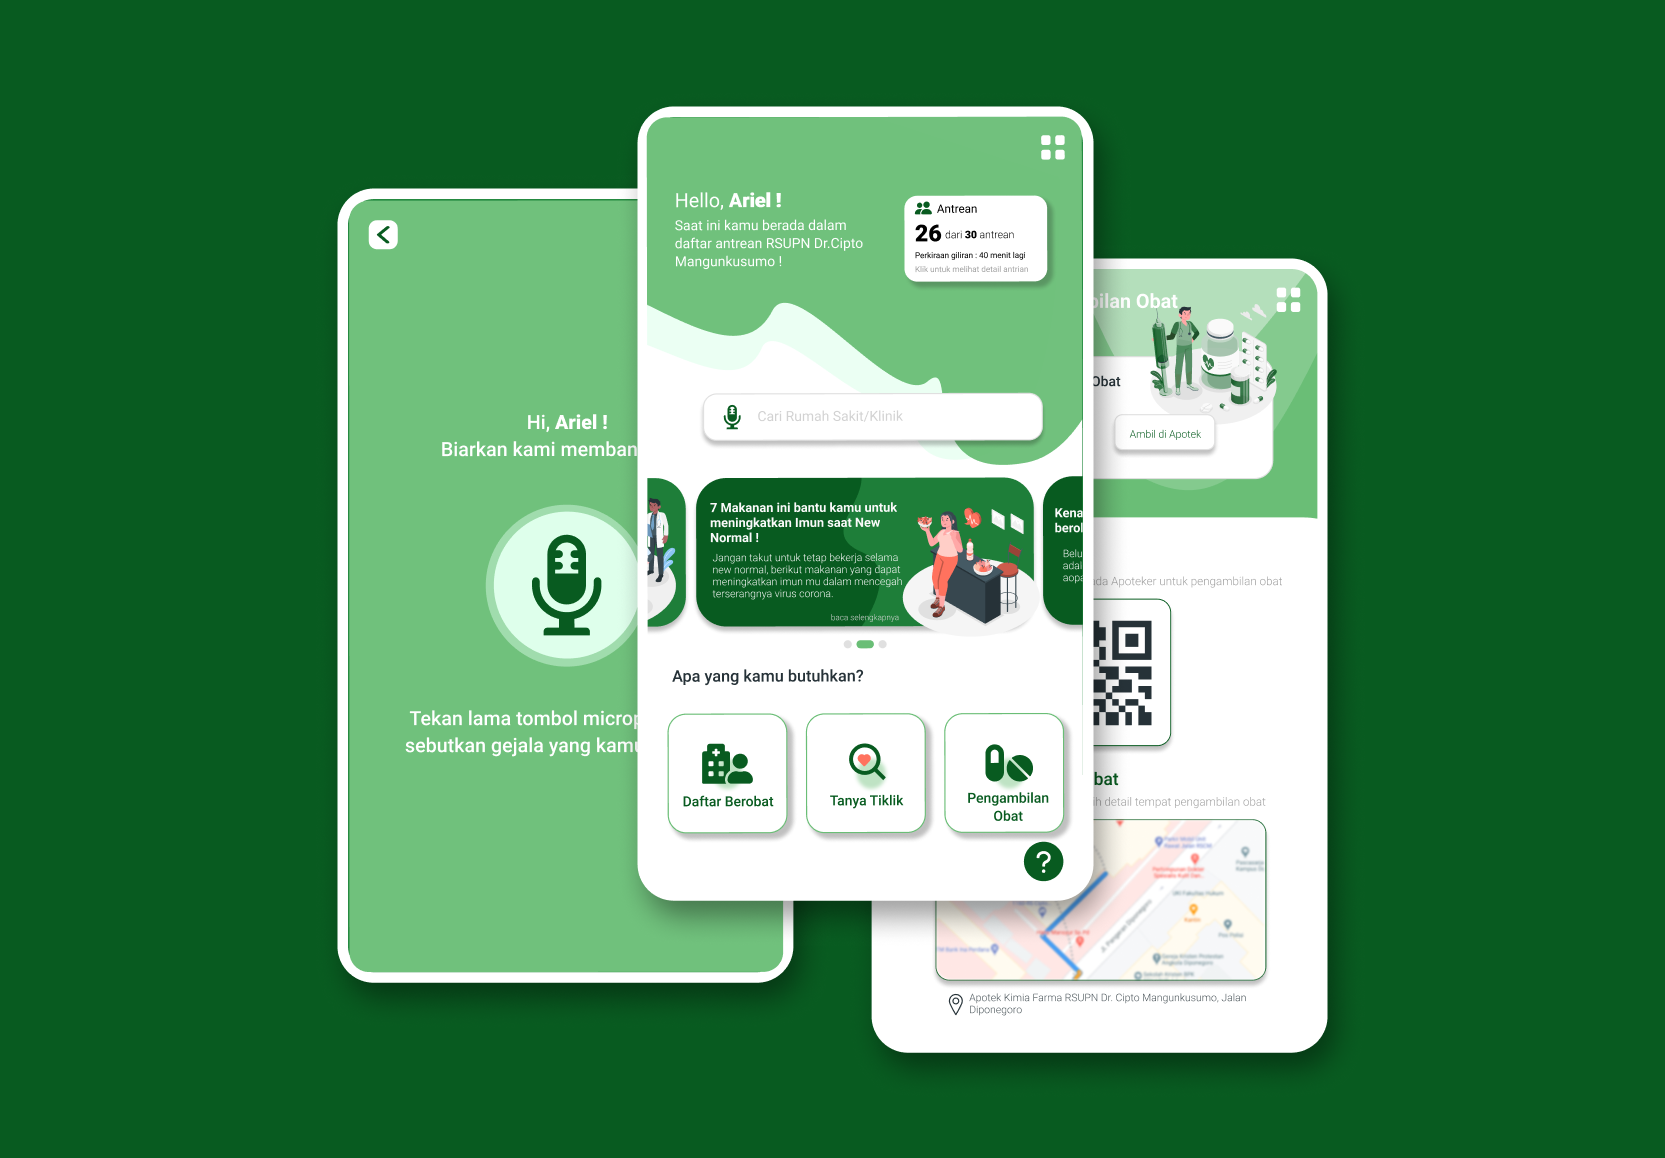 Hi, Ariel !
Biarkan kami memban
Tekan lama tombol microp
sebutkan gejala yang kamu
Hello, Ariel !
Saat ini kamu berada dalam
daftar antrean RSUPN Dr.Cipto
Mangunkusumo !
Antrean
26 dari 30 antrean
Perkiraan giliran : 40 menit lagi
Klik untuk melihat detail antrian
Cari Rumah Sakit/Klinik
7 Makanan ini bantu kamu untuk
meningkatkan Imun saat New
Normal !
Jangan takut untuk tetap bekerja selama
new normal, berikut makanan yang dapat
meningkatkan imun mu dalam mencegah
terserangnya virus corona.
baca selengkapnya
Kena
berol
Belu
adal
aopa
Apa yang kamu butuhkan?
Daftar Berobat
Tanya Tiklik
Pengambilan
Obat
?
bilan Obat
Obat
Ambil di Apotek
ada Apoteker untuk pengambilan obat
bat
ih detail tempat pengambilan obat
Jl. Pangeran Diponegoro
Apotek Kimia Farma RSUPN Dr. Cipto Mangunkusumo, Jalan
Diponegoro